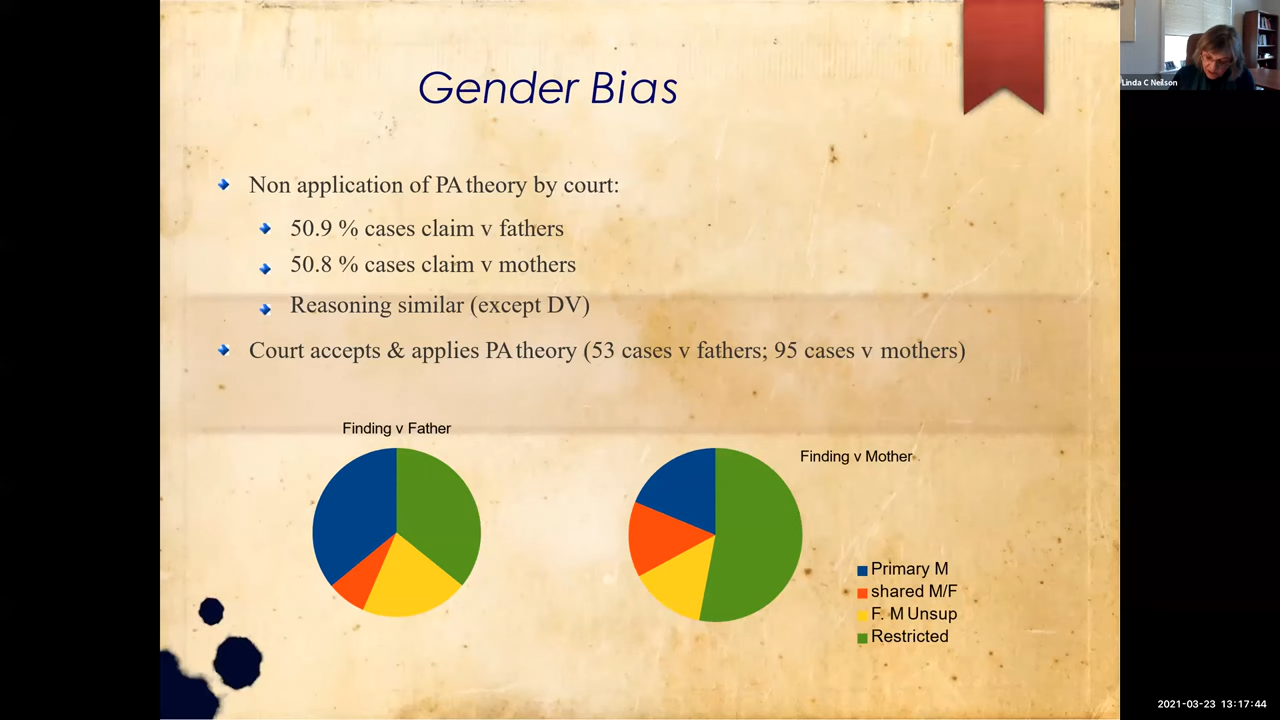 Gender Bias
Linda C Neilson
Non application of PA theory by court:
50.9 % cases claim v fathers
50.8 % cases claim v mothers
Reasoning similar (except DV)
Court accepts & applies PA theory (53 cases v fathers; 95 cases v mothers)
Finding v Father
Finding v Mother
Primary M
shared M/F
F. M Unsup
Restricted
2021-03-23 13:17:44